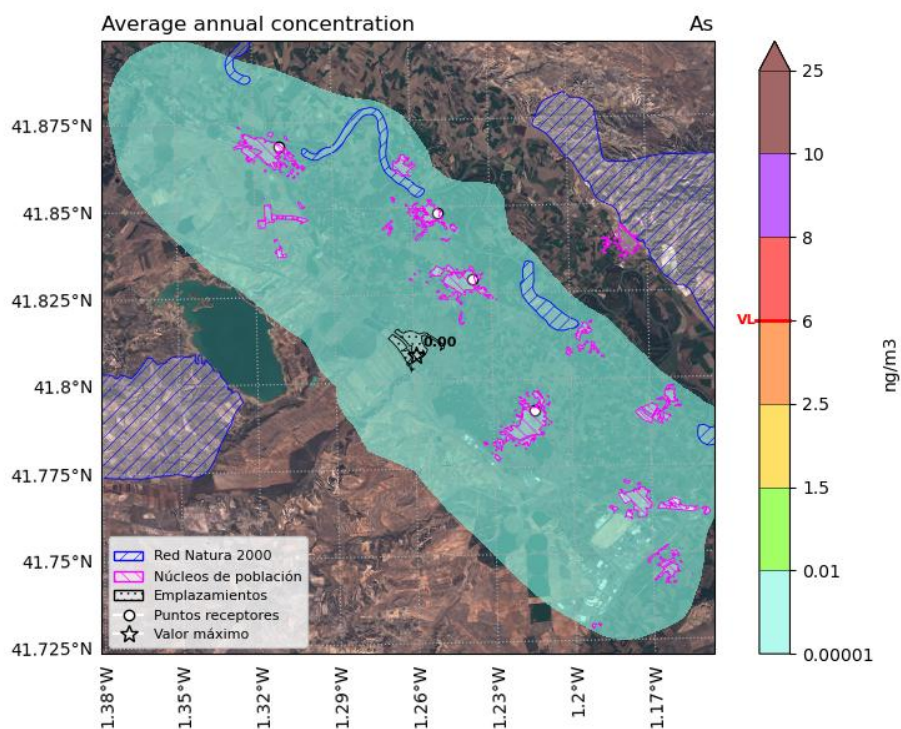 Average annual concentration As
41.875°N
41.85°N
41.825°N
41.8°N
41.775°N
41.75°N
41.725°N
0.00
Red Natura 2000
Núcleos de población
Emplazamientos
Puntos receptores
Valor máximo
1.38°W
1.35°W
1.32°W
1.29°W
1.26°W
1.23°W
1.2°W
1.17°W
25
10
8
VL
6
2.5
1.5
0.01
0.00001
ng/m3